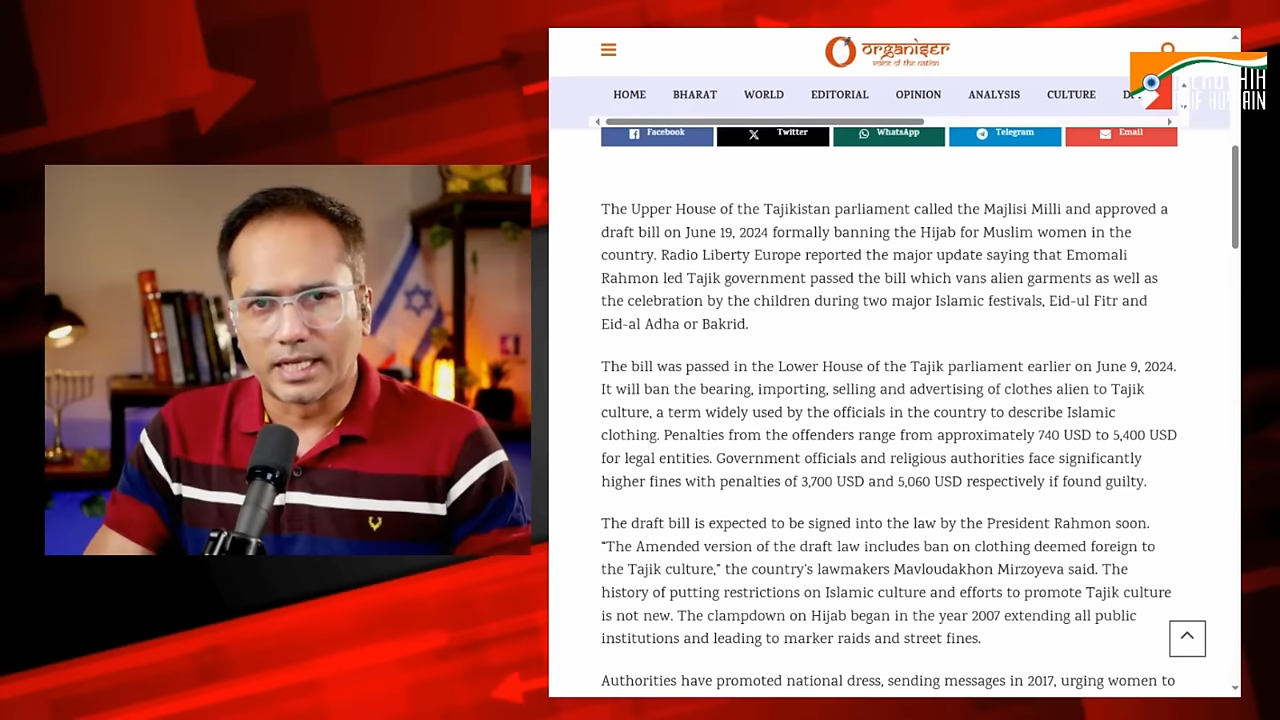 organiser
voice of the nation
HOME BHARAT WORLD EDITORIAL OPINION ANALYSIS CULTURE
Facebook Twitter WhatsApp Telegram Email
The Upper House of the Tajikistan parliament called the Majlisi Milli and approved a
draft bill on June 19, 2024 formally banning the Hijab for Muslim women in the
country. Radio Liberty Europe reported the major update saying that Emomali
Rahmon led Tajik government passed the bill which vans alien garments as well as
the celebration by the children during two major Islamic festivals, Eid-ul Fitr and
Eid-al Adha or Bakrid.
The bill was passed in the Lower House of the Tajik parliament earlier on June 9, 2024.
It will ban the bearing, importing, selling and advertising of clothes alien to Tajik
culture, a term widely used by the officials in the country to describe Islamic
clothing. Penalties from the offenders range from approximately 740 USD to 5,400 USD
for legal entities. Government officials and religious authorities face significantly
higher fines with penalties of 3,700 USD and 5,060 USD respectively if found guilty.
The draft bill is expected to be signed into the law by the President Rahmon soon.
“The Amended version of the draft law includes ban on clothing deemed foreign to
the Tajik culture,” the country’s lawmakers Mavloudakhon Mirzoyeva said. The
history of putting restrictions on Islamic culture and efforts to promote Tajik culture
is not new. The clampdown on Hijab began in the year 2007 extending all public
institutions and leading to marker raids and street fines.
Authorities have promoted national dress, sending messages in 2017, urging women to